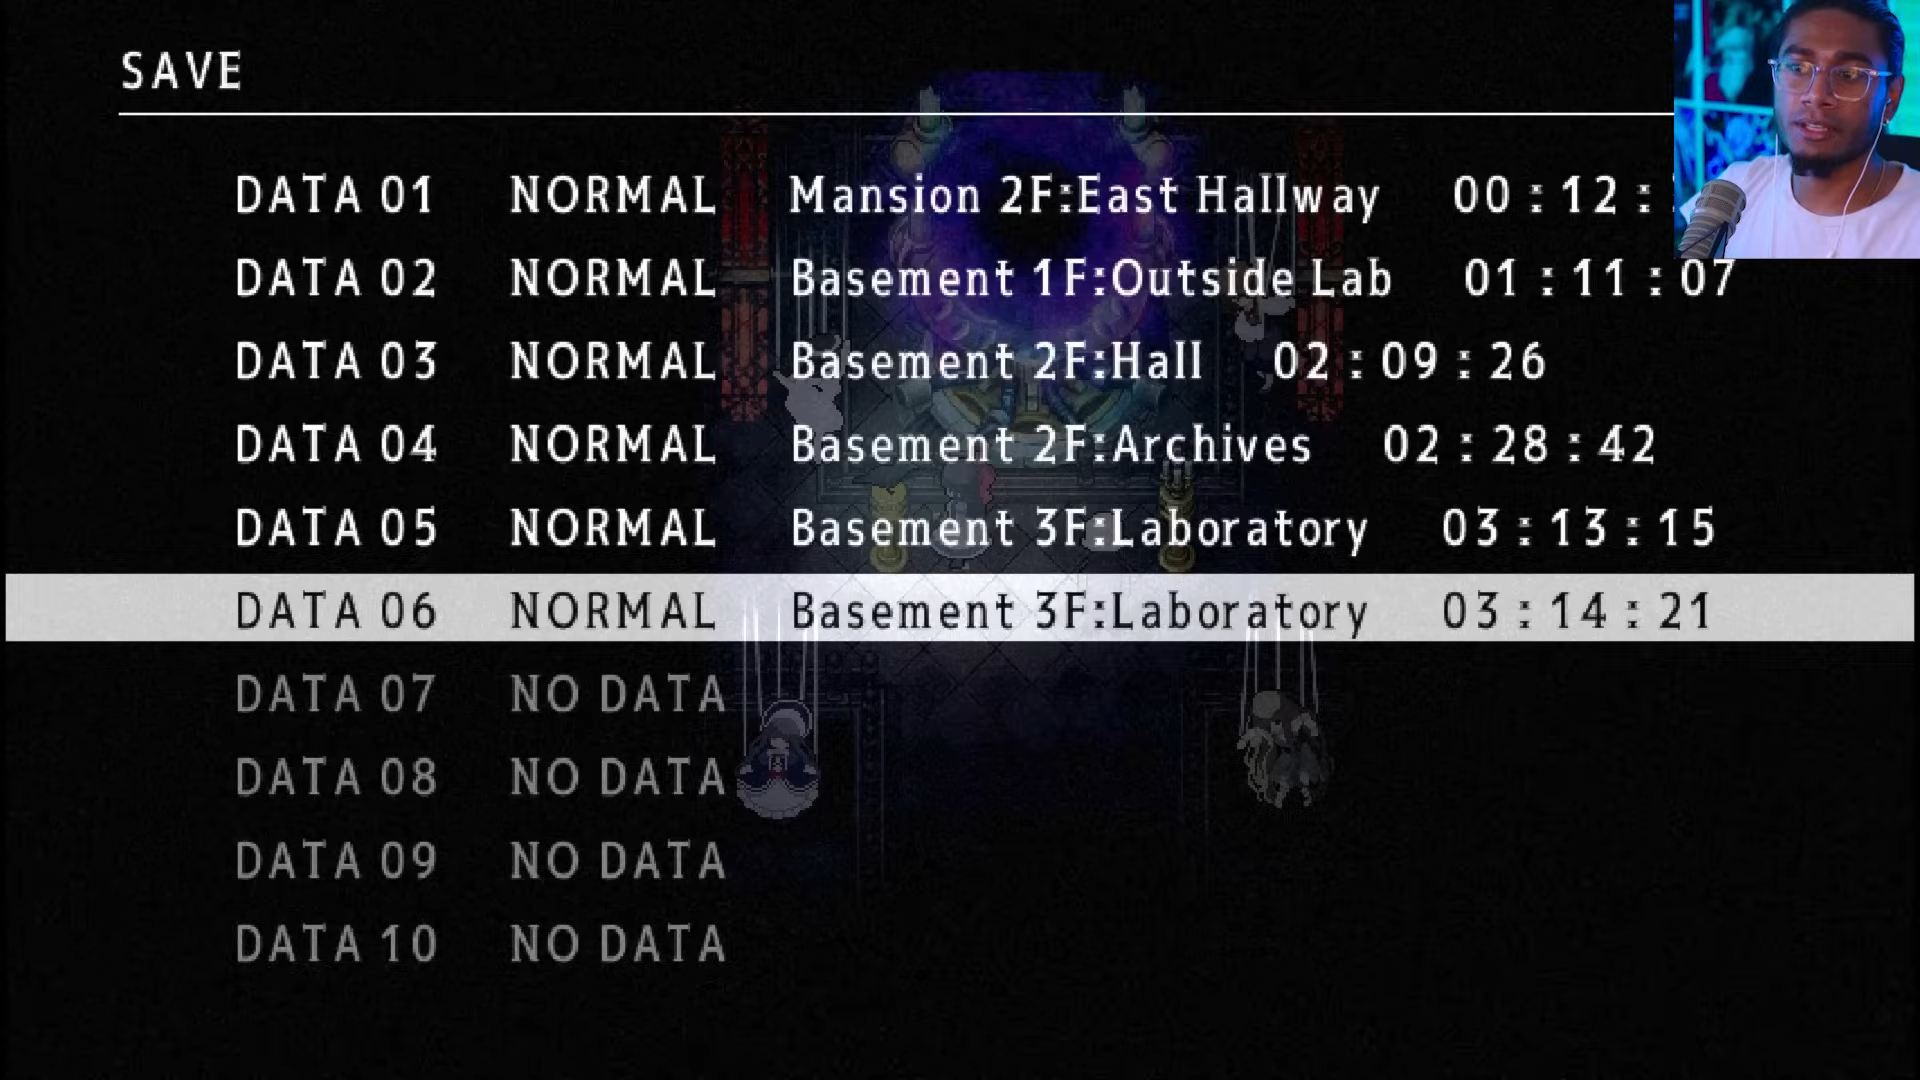 SAVE
DATA 01 NORMAL Mansion 2F:East Hallway 00:12:
DATA 02 NORMAL Basement 1F:Outside Lab 01:11:07
DATA 03 NORMAL Basement 2F:Hall 02:09:26
DATA 04 NORMAL Basement 2F:Archives 02:28:42
DATA 05 NORMAL Basement 3F:Laboratory 03:13:15
DATA 06 NORMAL Basement 3F:Laboratory 03:14:21
DATA 07 NO DATA
DATA 08 NO DATA
DATA 09 NO DATA
DATA 10 NO DATA